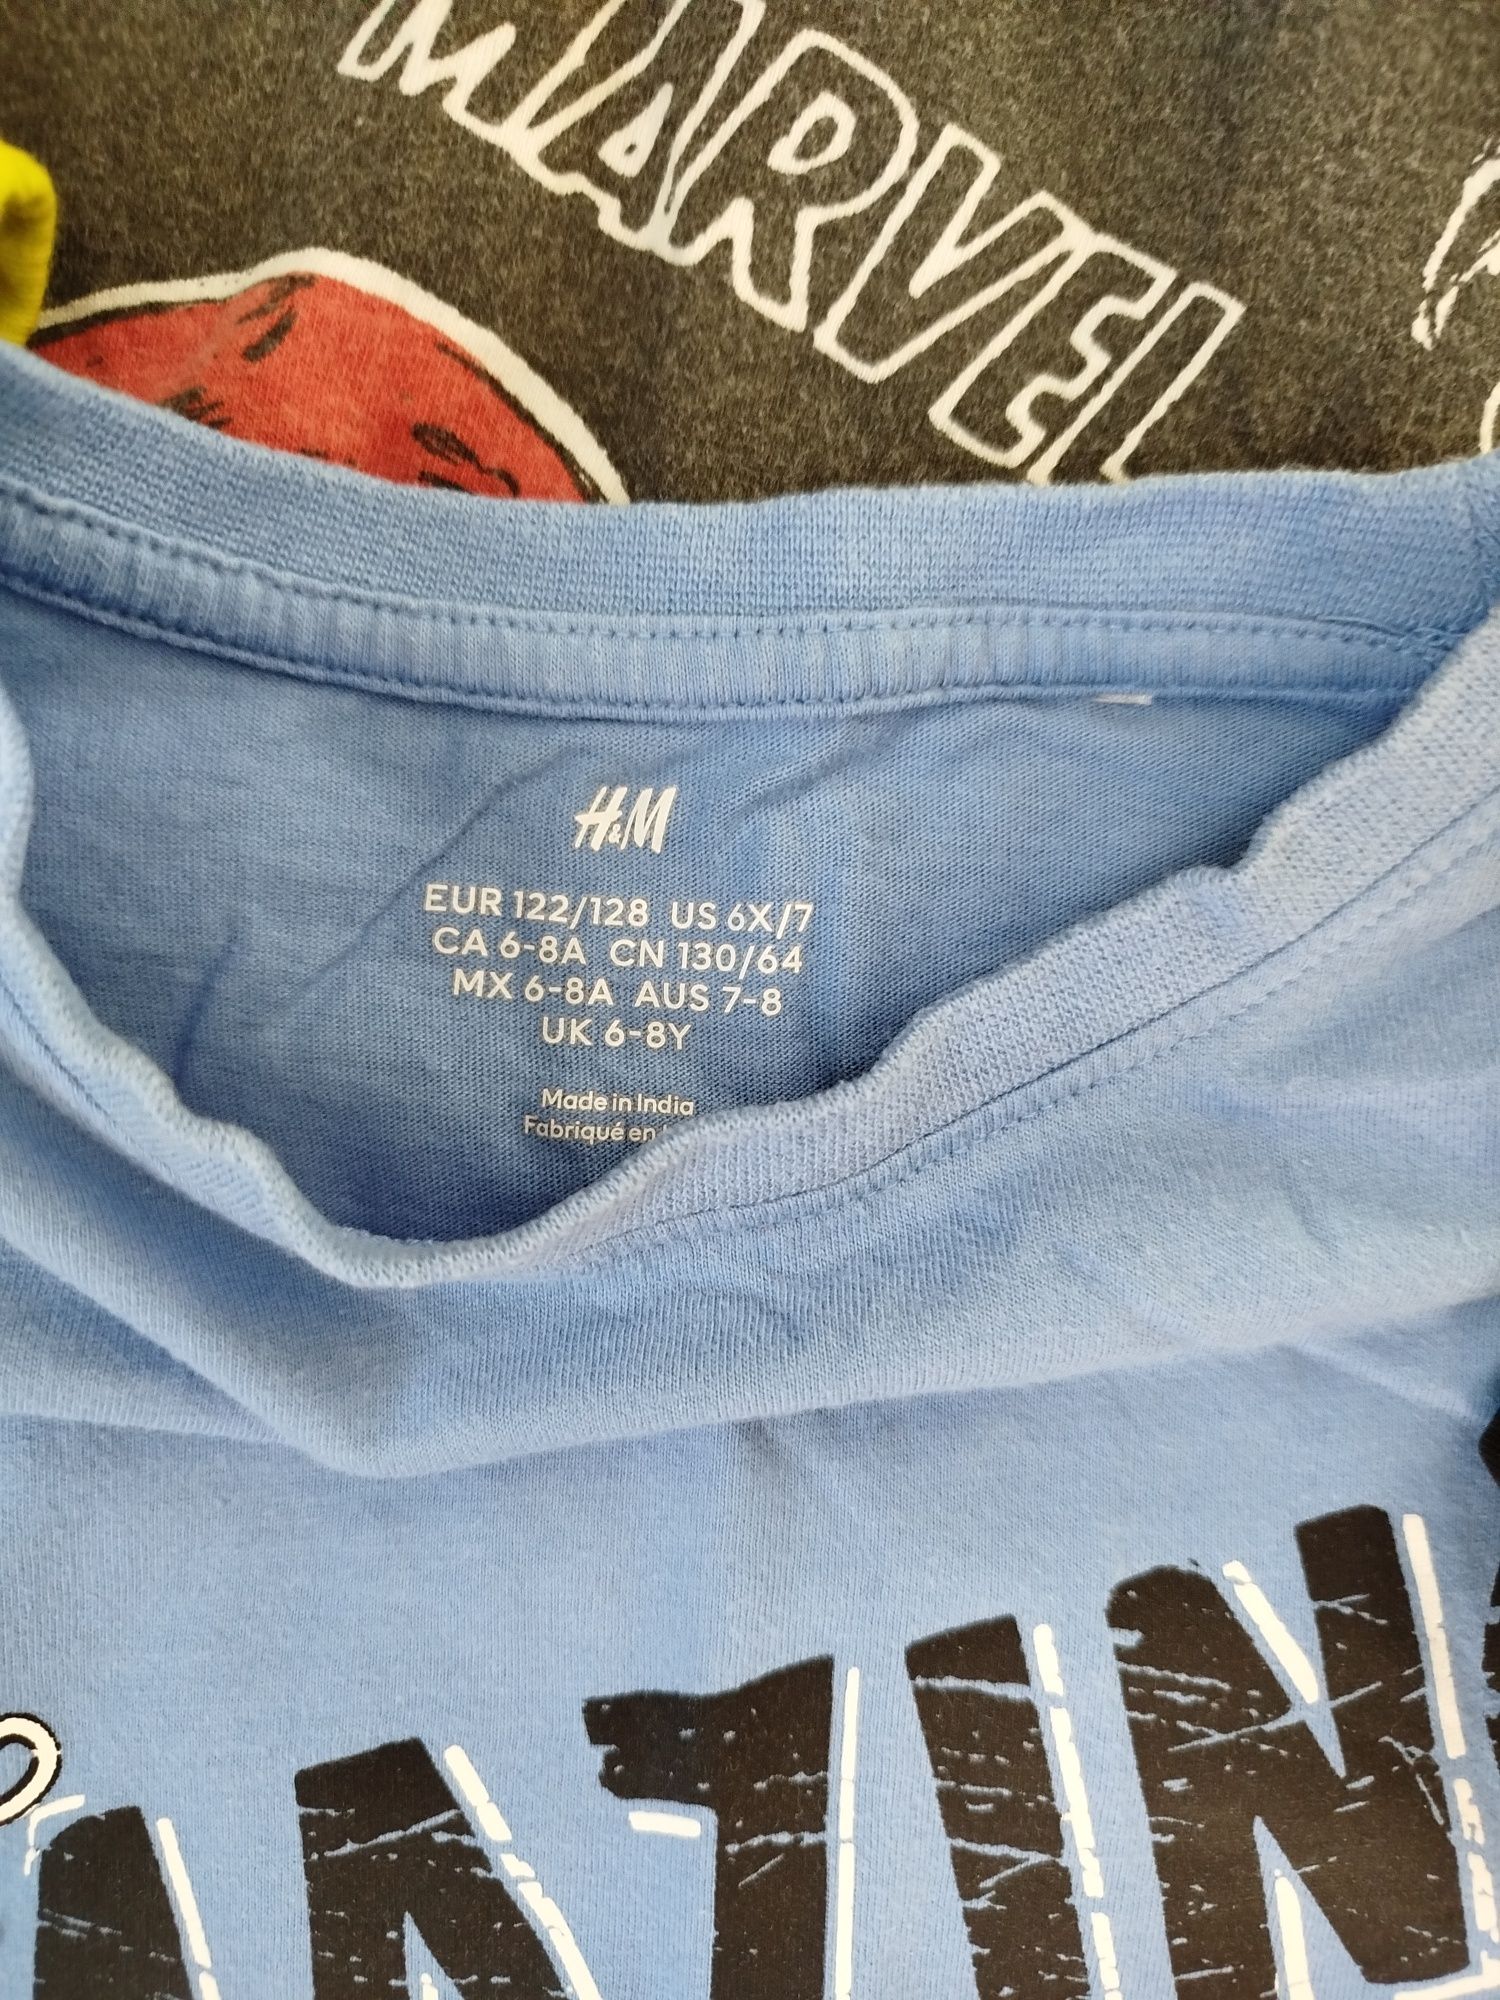 MARVEL
H&M
EUR 122/128 US 6X/7
CA 6-8A CN 130/64
MX 6-8A AUS 7-8
UK 6-8Y
Made in India
Fabriqué en